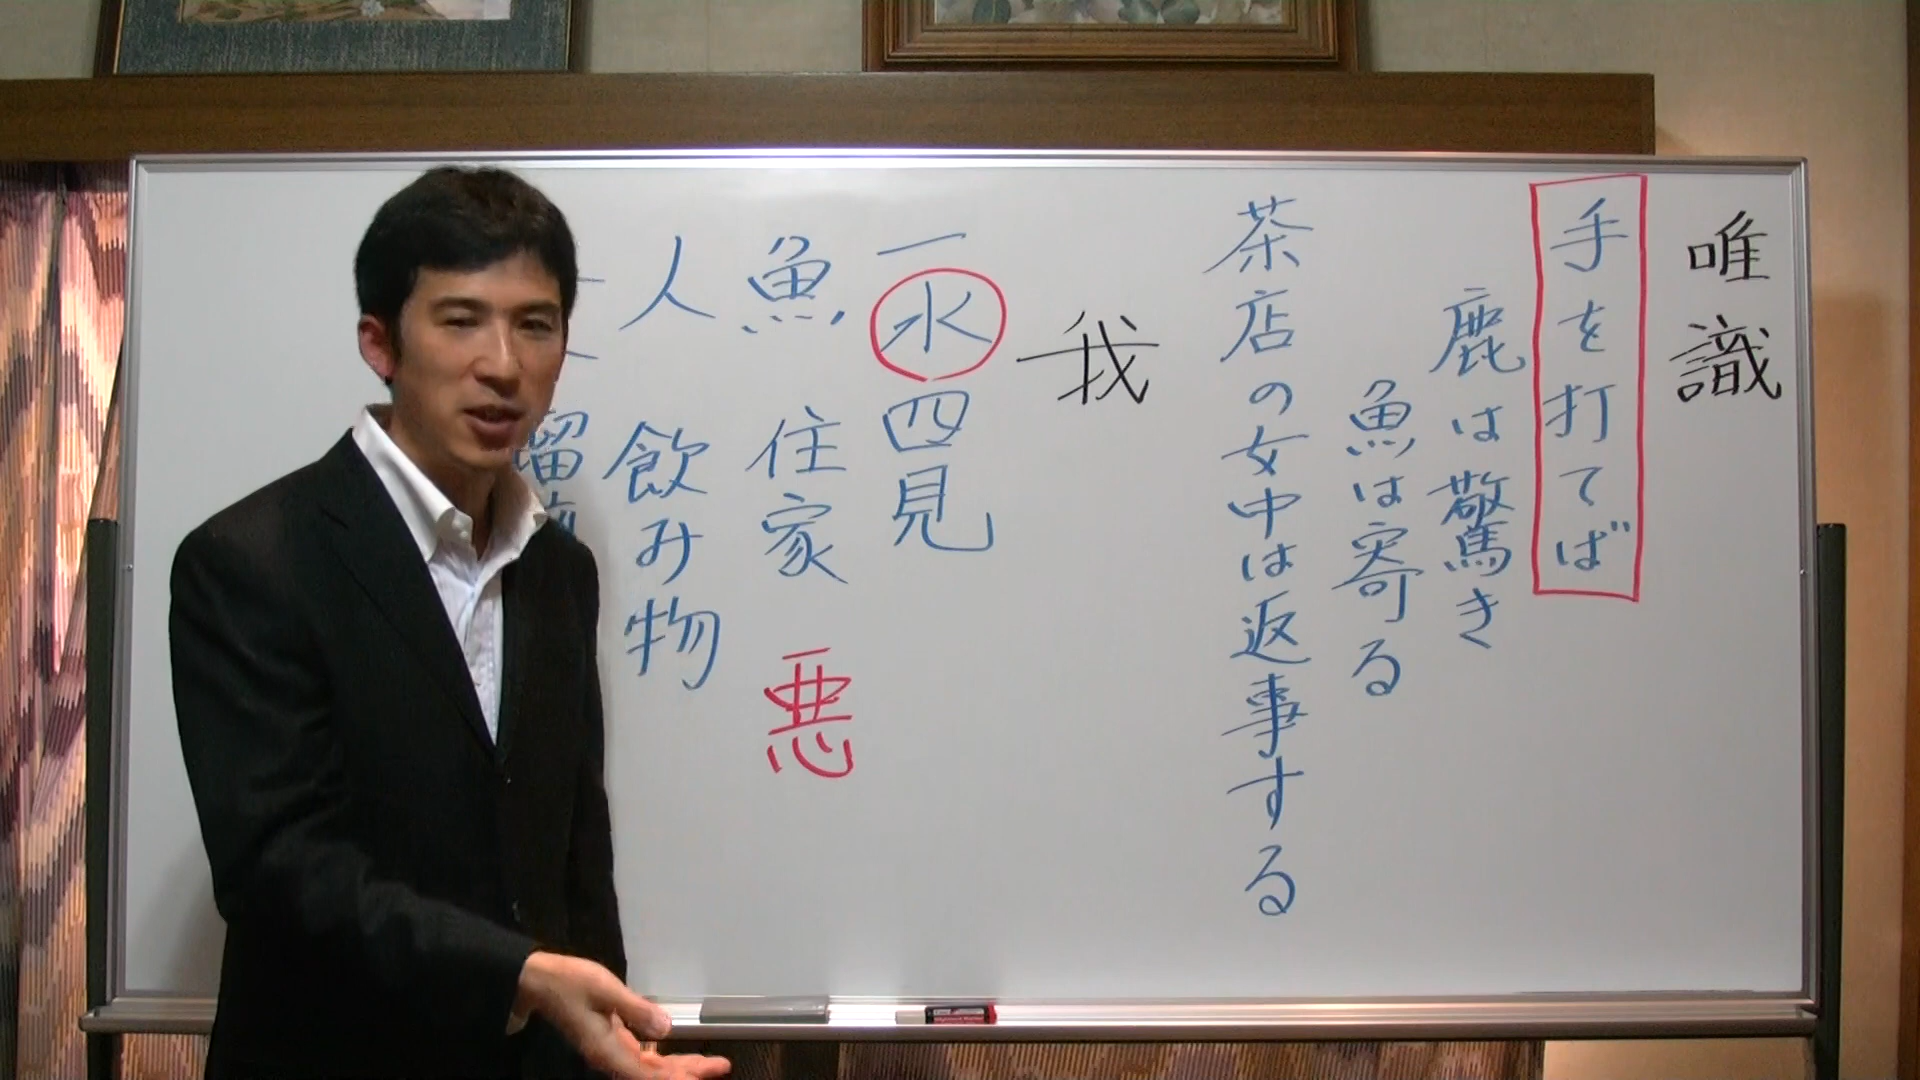 唯識
手を打てば
鹿は驚き
魚は寄る
茶店の女中は返事する
我
一水四見
魚 住家 悪
人 飲み物